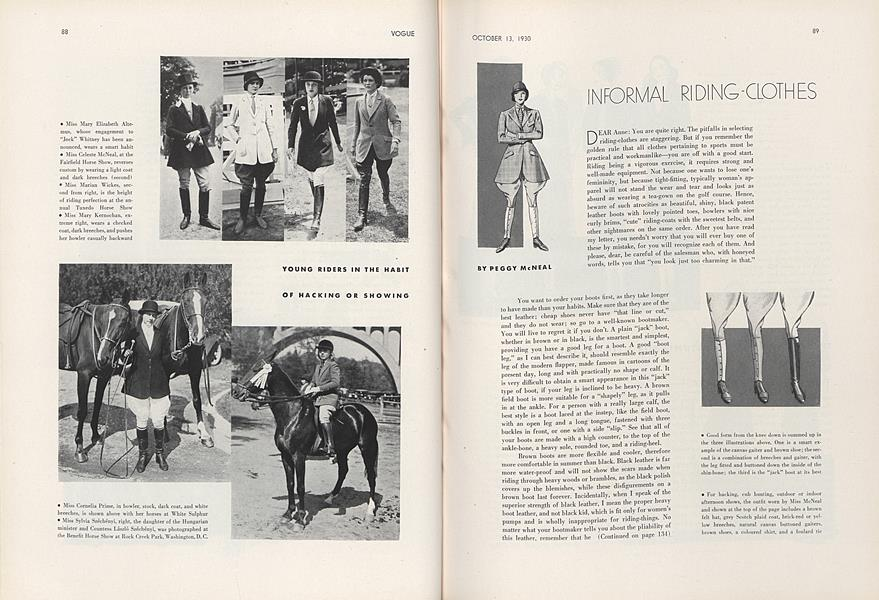 88
VOGUE
• Miss Mary Elizabeth Alte-
mus, whose engagement to
"Jock" Whitney has been an-
nounced, wears a smart habit
• Miss Celeste McNeal, at the
Fairfield Horse Show, reverses
custom by wearing a light coat
and dark breeches (second)
• Miss Marian Wickes, sec-
ond from right, is the height
of riding perfection at the an-
nual Tuxedo Horse Show
• Miss Mary Kernochan, ex-
treme right, wears a checked
coat, dark breeches, and pushes
her bowler casually backward
YOUNG RIDERS IN THE HABIT
OF HACKING OR SHOWING
• Miss Cornelia Prime, in bowler, stock, dark coat, and white
breeches, is shown above with her horses at White Sulphur
• Miss Sylvia Széchényi, right, the daughter of the Hungarian
minister and Countess László Széchényi, was photographed at
the Benefit Horse Show at Rock Creek Park, Washington, D. C.
OCTOBER 13, 1930
89
INFORMAL RIDING-CLOTHES
DEAR Anne: You are quite right. The pitfalls in selecting
riding-clothes are staggering. But if you remember the
golden rule that all clothes pertaining to sports must be
practical and workmanlike—you are off with a good start.
Riding being a vigorous exercise, it requires strong and
well-made equipment. Not because one wants to lose one's
femininity, but because tight-fitting, typically woman's ap-
parel will not stand the wear and tear and looks just as
absurd as wearing a tea-gown on the golf course. Hence,
beware of such atrocities as beautiful, shiny, black patent
leather boots with lovely pointed toes, bowlers with nice
curly brims, "cute" riding-coats with the sweetest belts, and
other nightmares on the same order. After you have read
my letter, you needn't worry that you will ever buy one of
these by mistake, for you will recognize each of them. And
please, dear, be careful of the salesman who, with honeyed
words, tells you that "you look just too charming in that."
BY PEGGY McNEAL
You want to order your boots first, as they take longer
to have made than your habits. Make sure that they are of the
best leather; cheap shoes never have "that line or cut,"
and they do not wear; so go to a well-known bootmaker.
You will live to regret it if you don't. A plain "jack" boot,
whether in brown or in black, is the smartest and simplest,
providing you have a good leg for a boot. A good "boot
leg," as I can best describe it, should resemble exactly the
leg of the modern flapper, made famous in cartoons of the
present day, long and with practically no shape or calf. It
is very difficult to obtain a smart appearance in this "jack"
type of boot, if your leg is inclined to be heavy. A brown
field boot is more suitable for a "shapely" leg, as it pulls
in at the ankle. For a person with a really large calf, the
best style is a boot laced at the instep, like the field boot,
with an open leg and a long tongue, fastened with three
buckles in front, or one with a side "slip." See that all of
your boots are made with a high counter, to the top of the
ankle-bone, a heavy sole, rounded toe, and a riding-heel.
Brown boots are more flexible and cooler, therefore
more comfortable in summer than black. Black leather is far
more water-proof and will not show the scars made when
riding through heavy woods or brambles, as the black polish
covers up the blemishes, while these disfigurements on a
brown boot last forever. Incidentally, when I speak of the
superior strength of black leather, I mean the proper heavy
boot leather, and not black kid, which is fit only for women's
pumps and is wholly inappropriate for riding-things. No
matter what your bootmaker tells you about the pliability of
this leather, remember that he (Continued on page 134)
• Good form from the knee down is summed up in
the three illustrations above. One is a smart ex-
ample of the canvas gaiter and brown shoe; the sec-
ond is a combination of breeches and gaiter, with
the leg fitted and buttoned down the inside of the
shin-bone; the third is the "jack" boot at its best
• For hacking, cub hunting, outdoor or indoor
afternoon shows, the outfit worn by Miss McNeal
and shown at the top of the page includes a brown
felt hat, grey Scotch plaid coat, brick-red or yel-
low breeches, natural canvas buttoned gaiters,
brown shoes, a coloured shirt, and a foulard tie